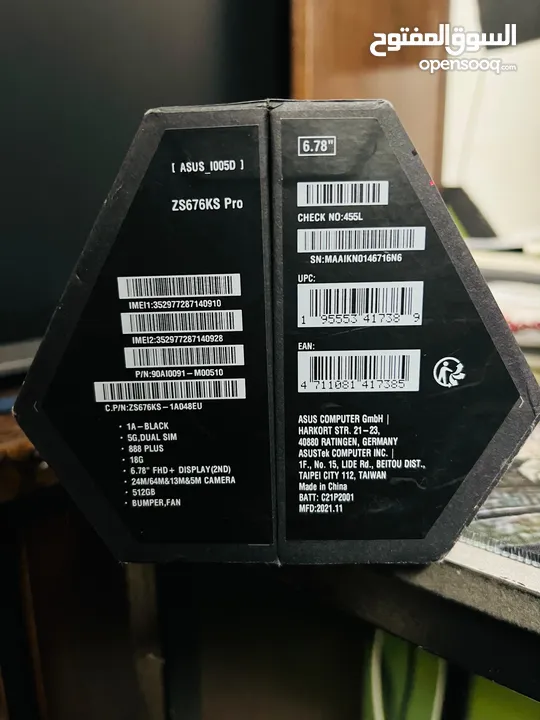 السوق المفتوح
opensooq.com
[ ASUS_I005D ]
ZS676KS Pro
IMEI1:352977287140910
IMEI2:352977287140928
P/N:90AI0091-M00510
C.P/N:ZS676KS-1A048EU
• 1A-BLACK
• 5G,DUAL SIM
• 888 PLUS
• 18G
• 6.78" FHD+ DISPLAY(2ND)
• 24M/64M&13M&5M CAMERA
• 512GB
• BUMPER,FAN
6.78"
CHECK NO:455L
SN:MAAIKN0146716N6
UPC:
1 95553 41738 9
EAN:
4 711081 417385
ASUS COMPUTER GmbH |
HARKORT STR. 21-23,
40880 RATINGEN, GERMANY
ASUSTek COMPUTER INC. |
1F., No. 15, LIDE Rd., BEITOU DIST.,
TAIPEI CITY 112, TAIWAN
Made in China
BATT: C21P2001
MFD:2021.11